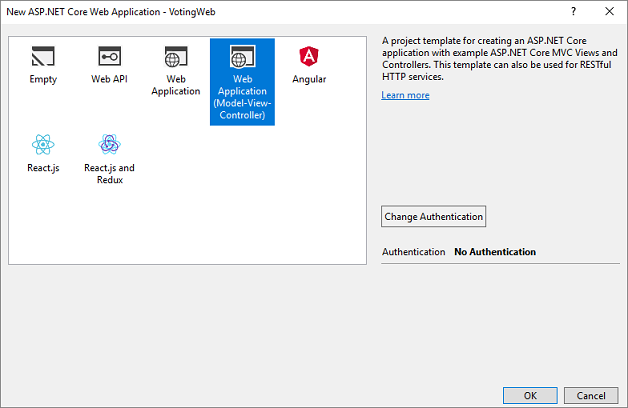 New ASP.NET Core Web Application - VotingWeb
?
Empty
Web API
Web
Application
Web
Application
(Model-View-
Controller)
Angular
React.js
React.js and
Redux
A project template for creating an ASP.NET Core
application with example ASP.NET Core MVC Views and
Controllers. This template can also be used for RESTful
HTTP services.
Learn more
Change Authentication
Authentication No Authentication
OK
Cancel